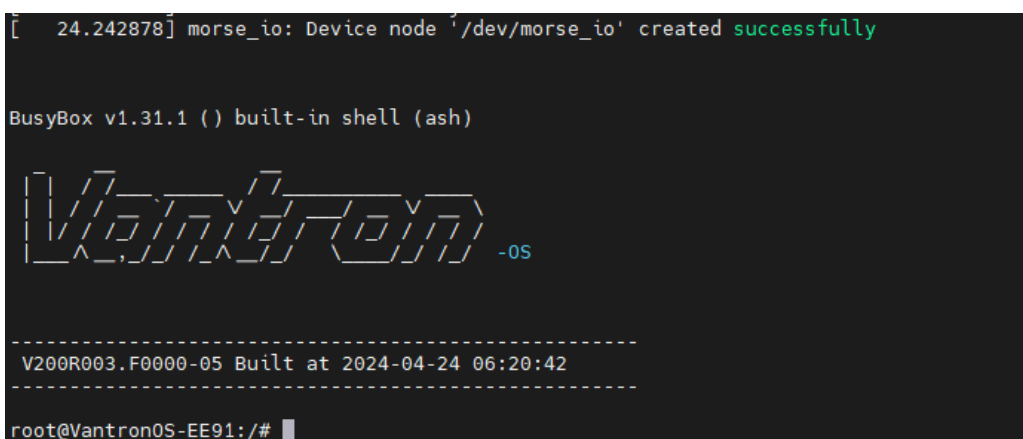 [   24.242878] morse_io: Device node '/dev/morse_io' created successfully
BusyBox v1.31.1 () built-in shell (ash)
Vantron -OS
-----------------------------------------------------
V200R003.F0000-05 Built at 2024-04-24 06:20:42
-----------------------------------------------------
root@VantronOS-EE91:/#